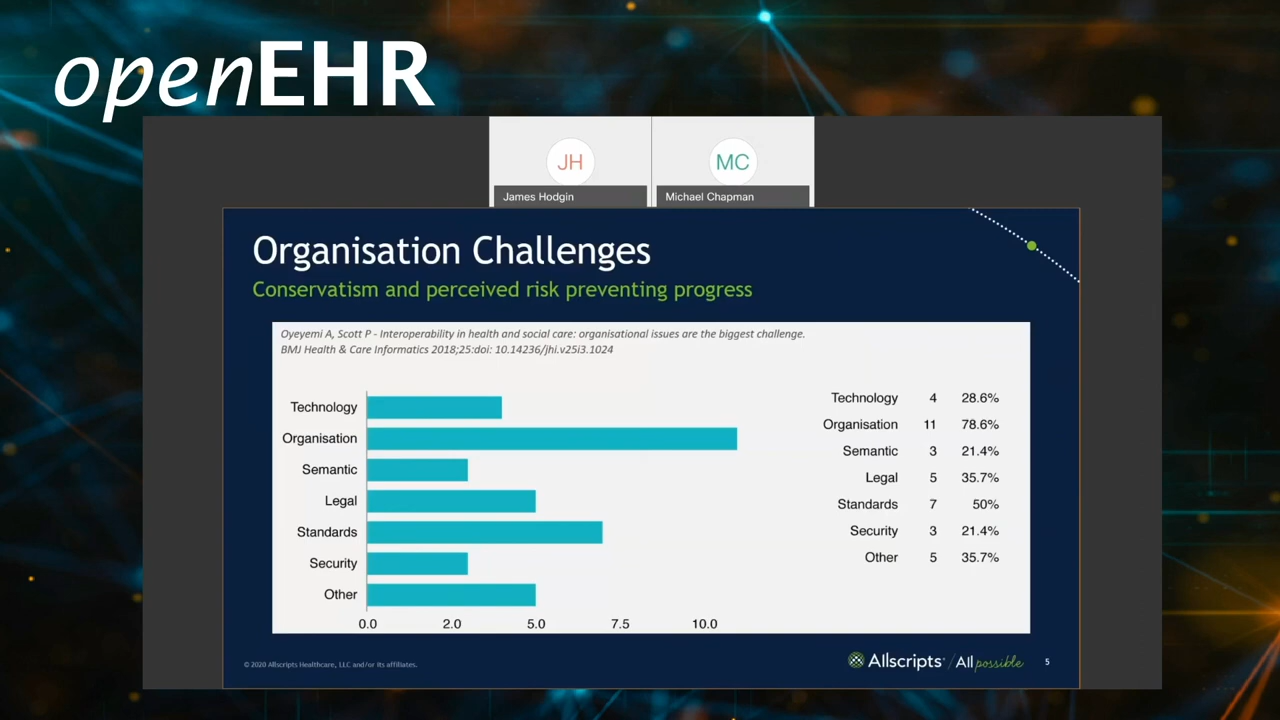 openEHR
JH
MC
James Hodgin
Michael Chapman
Organisation Challenges
Conservatism and perceived risk preventing progress
Oyeyemi A, Scott P - Interoperability in health and social care: organisational issues are the biggest challenge.
BMJ Health & Care Informatics 2018;25:doi: 10.14236/jhi.v25i3.1024
Technology
Organisation
Semantic
Legal
Standards
Security
Other
0.0 2.0 5.0 7.5 10.0
Technology 4 28.6%
Organisation 11 78.6%
Semantic 3 21.4%
Legal 5 35.7%
Standards 7 50%
Security 3 21.4%
Other 5 35.7%
© 2020 Allscripts Healthcare, LLC and/or its affiliates.
Allscripts / All possible
5